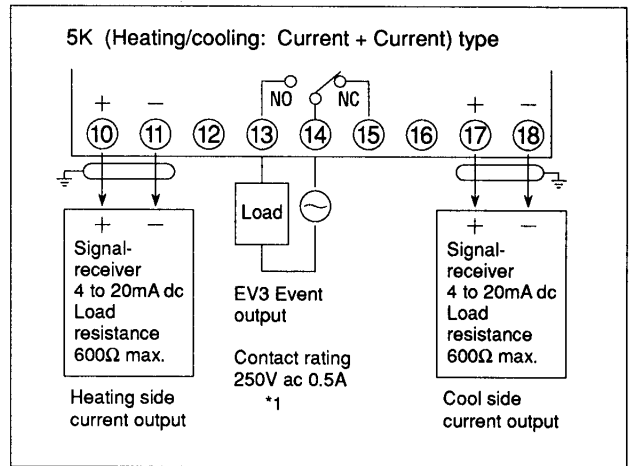 5K (Heating/cooling: Current + Current) type
NO NC
+ − + −
10 11 12 13 14 15 16 17 18
+ −
Signal-
receiver
4 to 20mA dc
Load
resistance
600Ω max.
Heating side
current output
Load
EV3 Event
output
Contact rating
250V ac 0.5A
*1
+ −
Signal-
receiver
4 to 20mA dc
Load
resistance
600Ω max.
Cool side
current output